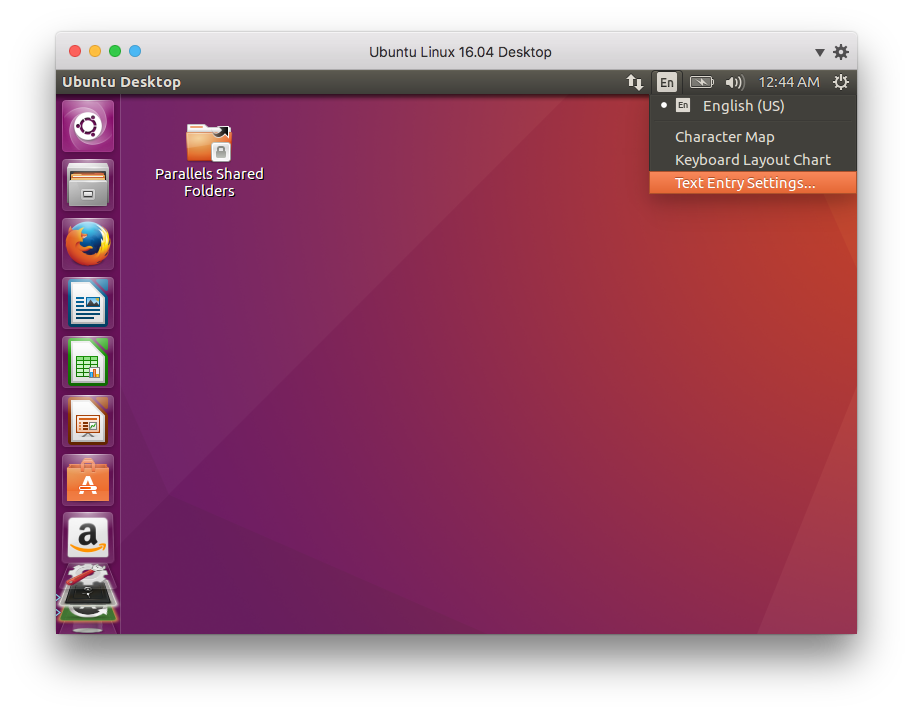 Ubuntu Linux 16.04 Desktop
Ubuntu Desktop
En
12:44 AM
En English (US)
Character Map
Keyboard Layout Chart
Text Entry Settings...
Parallels Shared
Folders
A
a